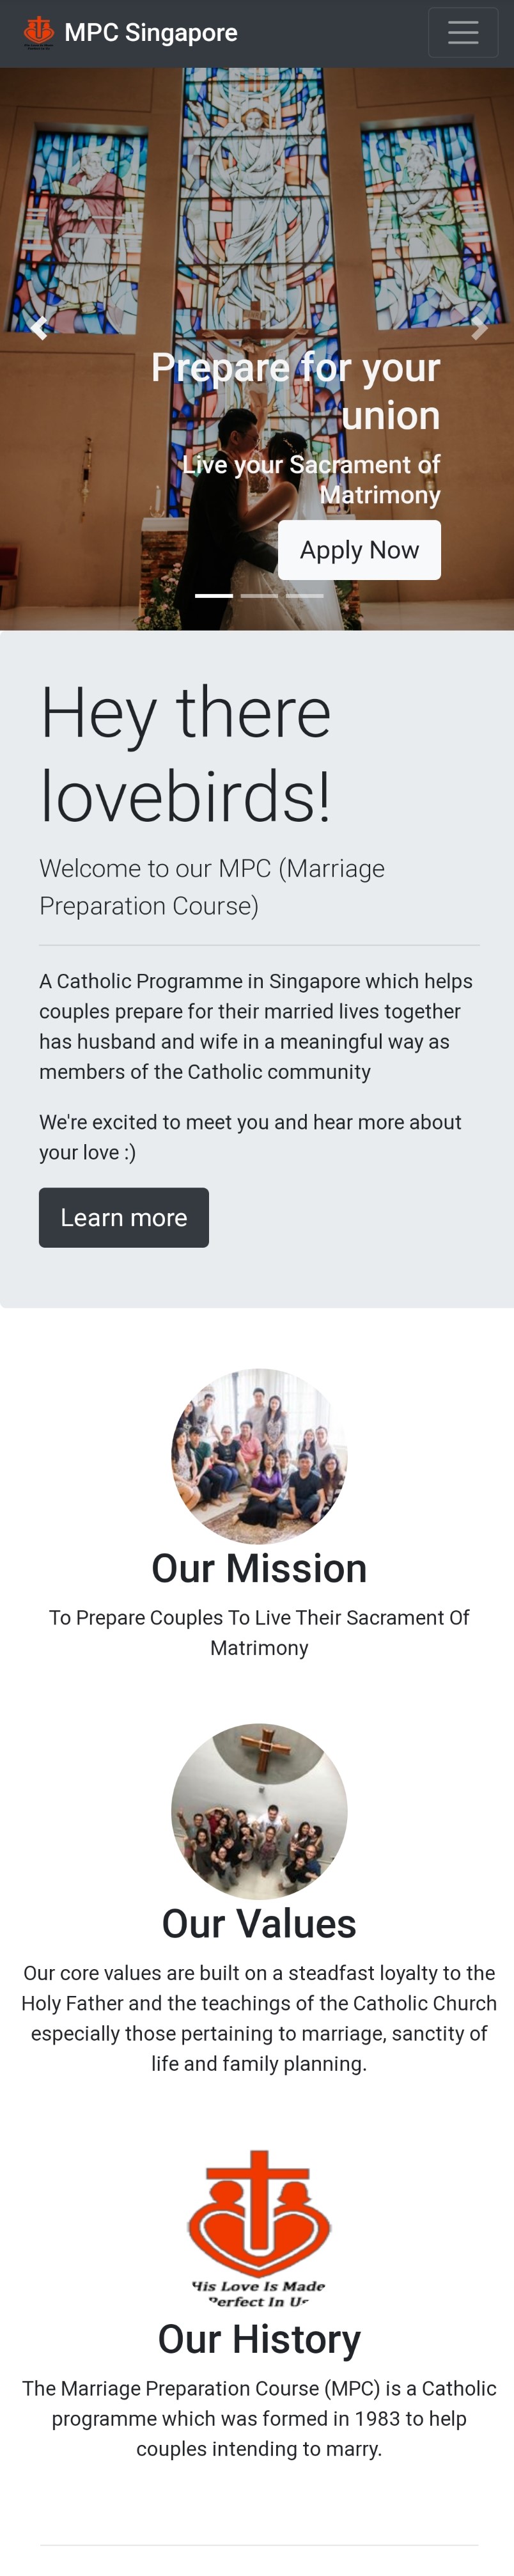 MPC Singapore
Prepare for your
union
Live your Sacrament of
Matrimony
Apply Now
Hey there
lovebirds!
Welcome to our MPC (Marriage
Preparation Course)
A Catholic Programme in Singapore which helps
couples prepare for their married lives together
has husband and wife in a meaningful way as
members of the Catholic community
We're excited to meet you and hear more about
your love :)
Learn more
Our Mission
To Prepare Couples To Live Their Sacrament Of
Matrimony
Our Values
Our core values are built on a steadfast loyalty to the
Holy Father and the teachings of the Catholic Church
especially those pertaining to marriage, sanctity of
life and family planning.
His Love Is Made
Perfect In Us
Our History
The Marriage Preparation Course (MPC) is a Catholic
programme which was formed in 1983 to help
couples intending to marry.